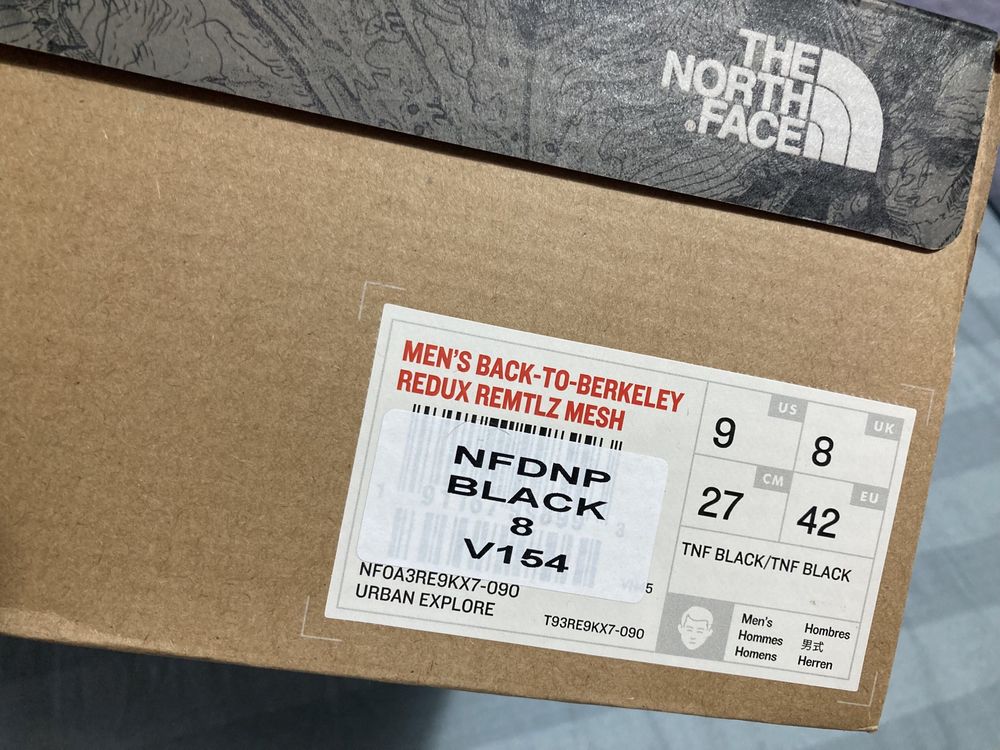 THE
NORTH
FACE
MEN'S BACK-TO-BERKELEY
REDUX REMTLZ MESH
NFDNP
BLACK
8
V154
NF0A3RE9KX7-090
URBAN EXPLORE
T93RE9KX7-090
9 US
8 UK
27 CM
42 EU
TNF BLACK/TNF BLACK
Men's
Hommes
Homens
Hombres
男式
Herren